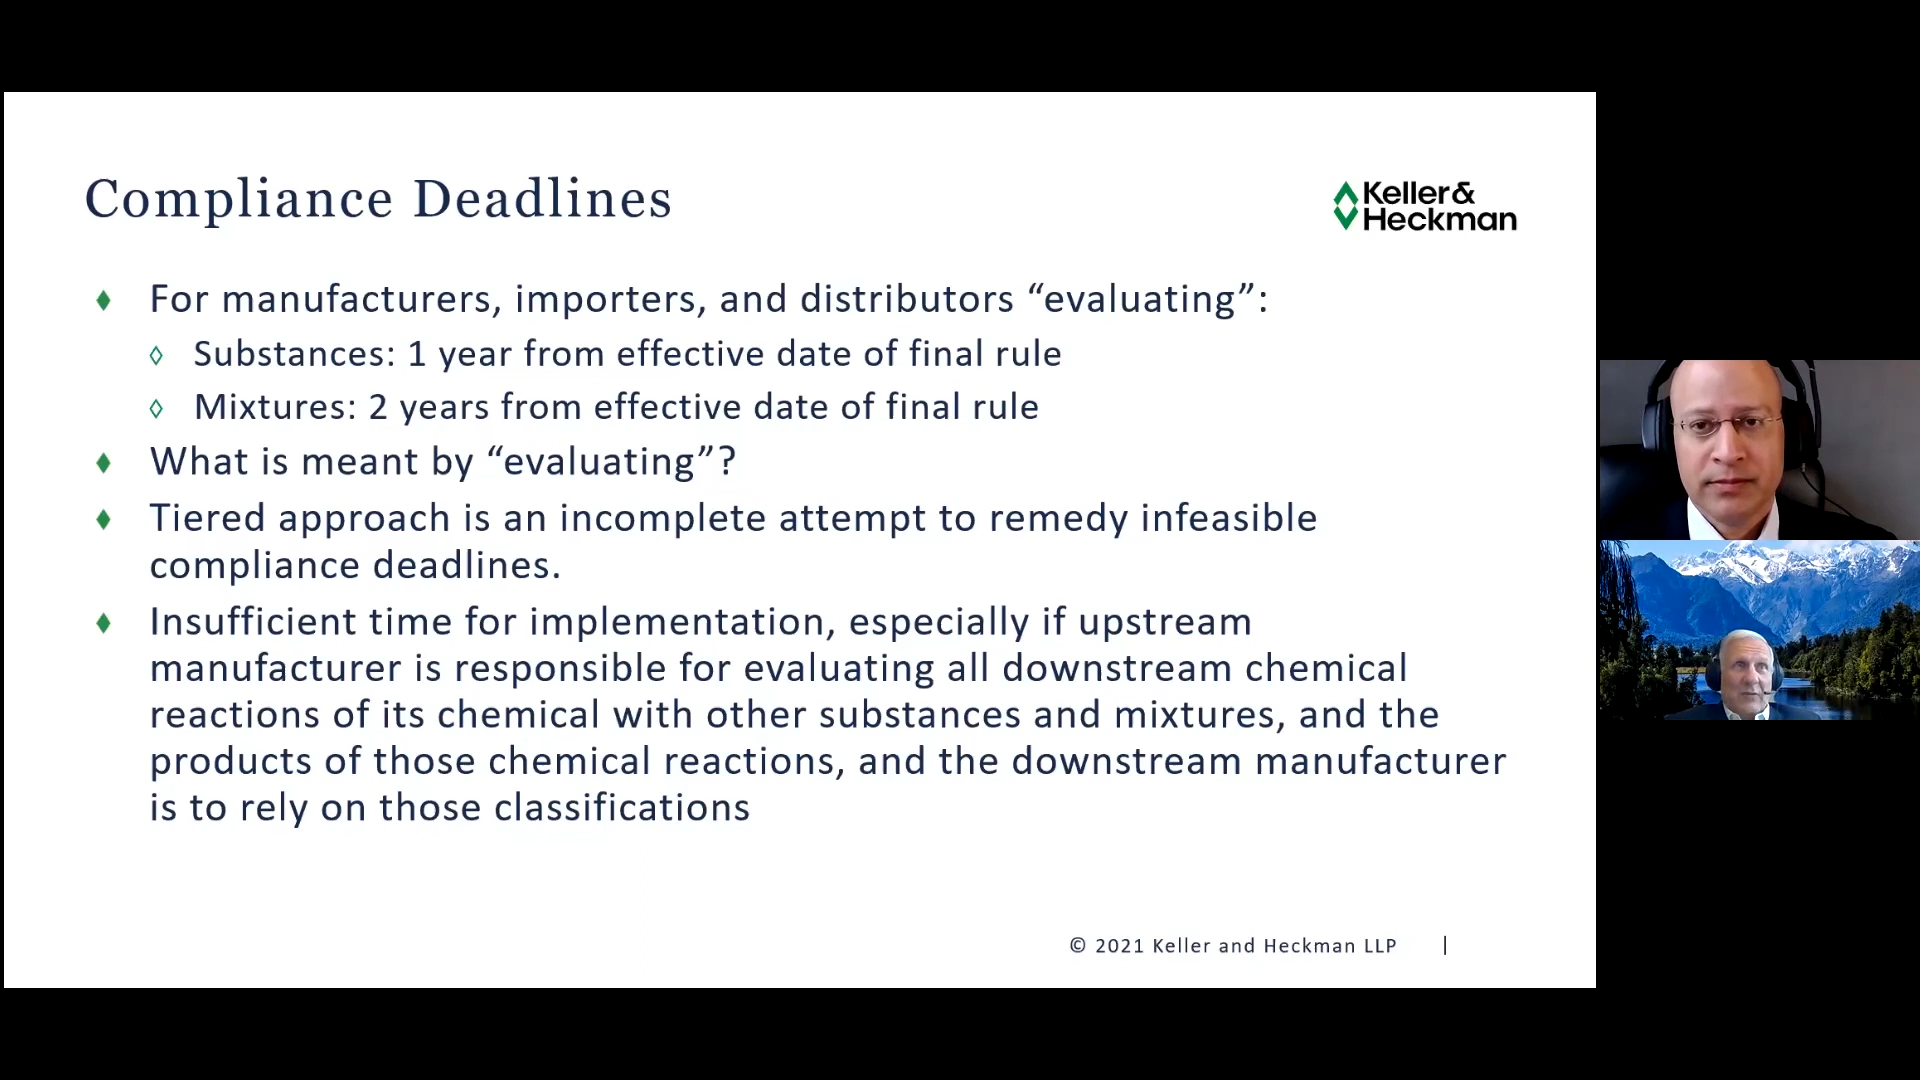 Compliance Deadlines
Keller&
Heckman
For manufacturers, importers, and distributors “evaluating”:
Substances: 1 year from effective date of final rule
Mixtures: 2 years from effective date of final rule
What is meant by “evaluating”?
Tiered approach is an incomplete attempt to remedy infeasible
compliance deadlines.
Insufficient time for implementation, especially if upstream
manufacturer is responsible for evaluating all downstream chemical
reactions of its chemical with other substances and mixtures, and the
products of those chemical reactions, and the downstream manufacturer
is to rely on those classifications
© 2021 Keller and Heckman LLP |